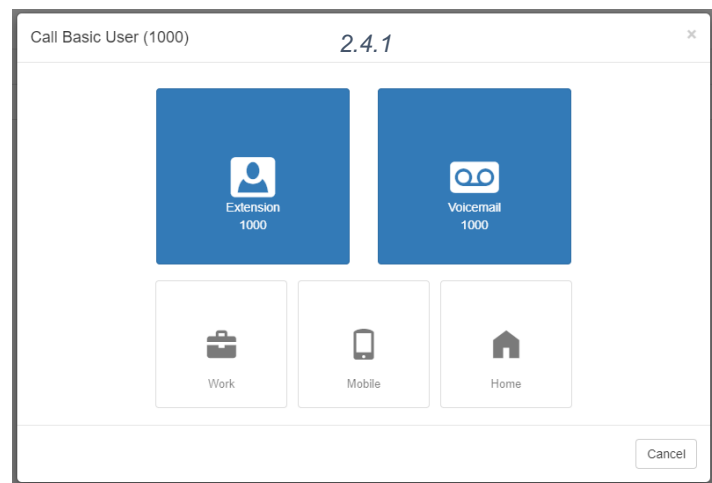 Call Basic User (1000)
2.4.1
×
Extension
1000
Voicemail
1000
Work
Mobile
Home
Cancel